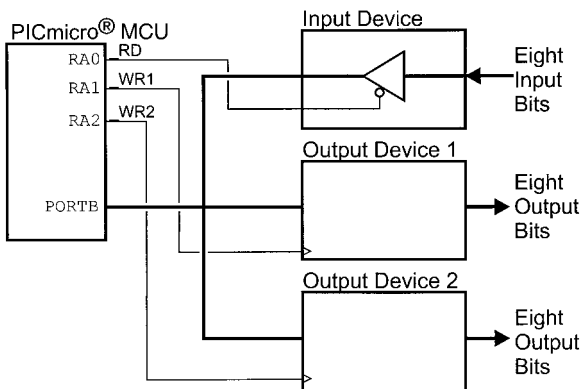 PICmicro® MCU
RA0
RD
RA1
WR1
RA2
WR2
PORTB
Input Device
Eight
Input
Bits
Output Device 1
Eight
Output
Bits
Output Device 2
Eight
Output
Bits